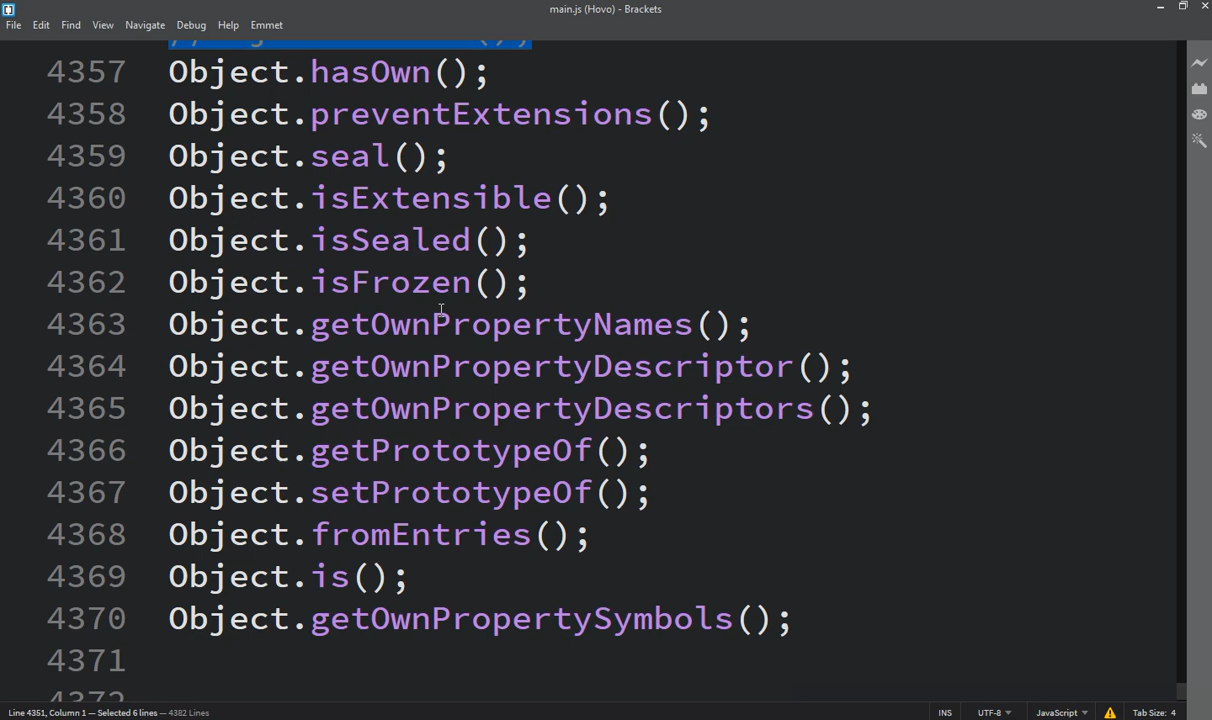 main.js (Hovo) - Brackets
File Edit Find View Navigate Debug Help Emmet
4357 Object.hasOwn();
4358 Object.preventExtensions();
4359 Object.seal();
4360 Object.isExtensible();
4361 Object.isSealed();
4362 Object.isFrozen();
4363 Object.getOwnPropertyNames();
4364 Object.getOwnPropertyDescriptor();
4365 Object.getOwnPropertyDescriptors();
4366 Object.getPrototypeOf();
4367 Object.setPrototypeOf();
4368 Object.fromEntries();
4369 Object.is();
4370 Object.getOwnPropertySymbols();
4371
4372
Line 4351, Column 1 — Selected 6 lines — 4382 Lines INS UTF-8 JavaScript Tab Size: 4